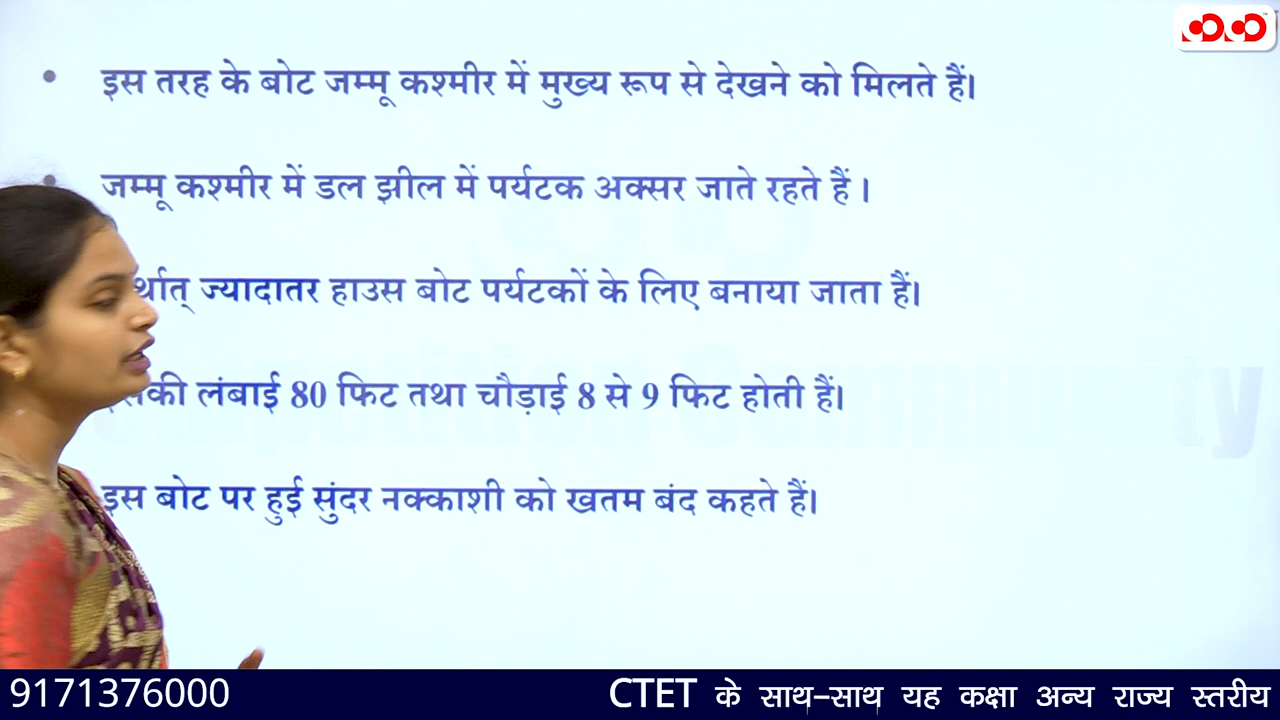 इस तरह के बोट जम्मू कश्मीर में मुख्य रूप से देखने को मिलते हैं।
जम्मू कश्मीर में डल झील में पर्यटक अक्सर जाते रहते हैं ।
ज्यादातर हाउस बोट पर्यटकों के लिए बनाया जाता हैं।
लंबाई 80 फिट तथा चौड़ाई 8 से 9 फिट होती हैं।
इस बोट पर हुई सुंदर नक्काशी को खतम बंद कहते हैं।
9171376000 CTET के साथ-साथ यह कक्षा अन्य राज्य स्तरीय